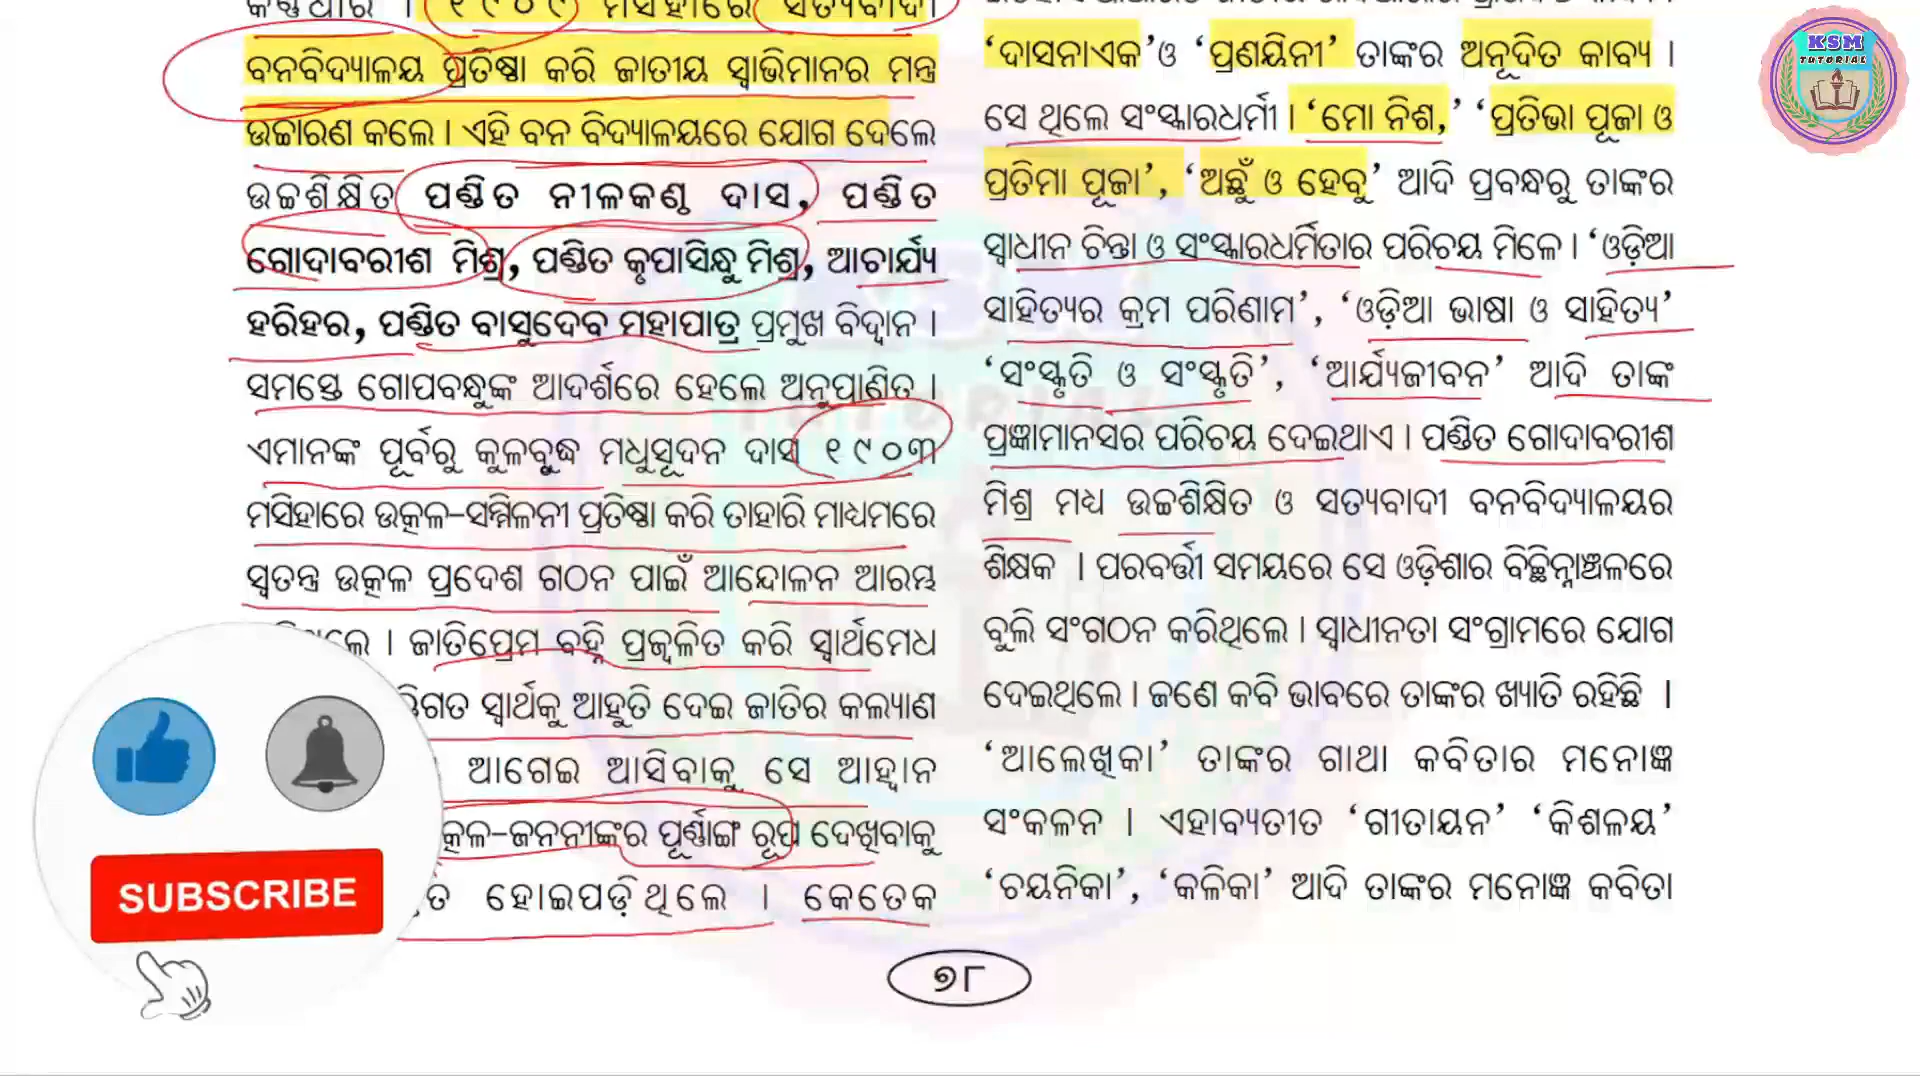 ୧୯୦୯ ମସିହାରେ ସତ୍ୟବାଦୀ
ବନବିଦ୍ୟାଳୟ ପ୍ରତିଷ୍ଠା କରି ଜାତୀୟ ସ୍ୱାଭିମାନର ମନ୍ତ୍ର
ଉଚ୍ଚାରଣ କଲେ । ଏହି ବନ ବିଦ୍ୟାଳୟରେ ଯୋଗ ଦେଲେ
ଉଚ୍ଚଶିକ୍ଷିତ ପଣ୍ଡିତ ନୀଳକଣ୍ଠ ଦାସ, ପଣ୍ଡିତ
ଗୋଦାବରୀଶ ମିଶ୍ର, ପଣ୍ଡିତ କୃପାସିନ୍ଧୁ ମିଶ୍ର, ଆଚାର୍ଯ୍ୟ
ହରିହର, ପଣ୍ଡିତ ବାସୁଦେବ ମହାପାତ୍ର ପ୍ରମୁଖ ବିଦ୍ୱାନ ।
ସମସ୍ତେ ଗୋପବନ୍ଧୁଙ୍କ ଆଦର୍ଶରେ ହେଲେ ଅନୁପ୍ରାଣିତ ।
ଏମାନଙ୍କ ପୂର୍ବରୁ କୁଳବୃଦ୍ଧ ମଧୁସୂଦନ ଦାସ ୧୯୦୩
ମସିହାରେ ଉତ୍କଳ-ସମ୍ମିଳନୀ ପ୍ରତିଷ୍ଠା କରି ତାହାରି ମାଧ୍ୟମରେ
ସ୍ୱତନ୍ତ୍ର ଉତ୍କଳ ପ୍ରଦେଶ ଗଠନ ପାଇଁ ଆନ୍ଦୋଳନ ଆରମ୍ଭ
। ଜାତିପ୍ରେମ ବହ୍ନି ପ୍ରଜ୍ୱଳିତ କରି ସ୍ୱାର୍ଥମେଧ
ସ୍ୱାର୍ଥକୁ ଆହୁତି ଦେଇ ଜାତିର କଲ୍ୟାଣ
ଆଗେଇ ଆସିବାକୁ ସେ ଆହ୍ୱାନ
-ଜନନୀଙ୍କର ପୂର୍ଣ୍ଣାଙ୍ଗ ରୂପ ଦେଖିବାକୁ
ହୋଇପଡ଼ିଥିଲେ । କେତେକ
‘ଦାସନାଏକ’ଓ ‘ପ୍ରଣୟିନୀ’ ତାଙ୍କର ଅନୂଦିତ କାବ୍ୟ ।
ସେ ଥିଲେ ସଂସ୍କାରଧର୍ମୀ । ‘ମୋ ନିଶ,’ ‘ପ୍ରତିଭା ପୂଜା ଓ
ପ୍ରତିମା ପୂଜା’, ‘ଅଛୁଁ ଓ ହେବୁ’ ଆଦି ପ୍ରବନ୍ଧରୁ ତାଙ୍କର
ସ୍ୱାଧୀନ ଚିନ୍ତା ଓ ସଂସ୍କାରଧର୍ମିତାର ପରିଚୟ ମିଳେ । ‘ଓଡ଼ିଆ
ସାହିତ୍ୟର କ୍ରମ ପରିଣାମ’, ‘ଓଡ଼ିଆ ଭାଷା ଓ ସାହିତ୍ୟ’
‘ସଂସ୍କୃତି ଓ ସଂସ୍କୃତି’, ‘ଆର୍ଯ୍ୟଜୀବନ’ ଆଦି ତାଙ୍କ
ପ୍ରଜ୍ଞାମାନସର ପରିଚୟ ଦେଇଥାଏ । ପଣ୍ଡିତ ଗୋଦାବରୀଶ
ମିଶ୍ର ମଧ୍ୟ ଉଚ୍ଚଶିକ୍ଷିତ ଓ ସତ୍ୟବାଦୀ ବନବିଦ୍ୟାଳୟର
ଶିକ୍ଷକ । ପରବର୍ତ୍ତୀ ସମୟରେ ସେ ଓଡ଼ିଶାର ବିଚ୍ଛିନ୍ନାଞ୍ଚଳରେ
ବୁଲି ସଂଗଠନ କରିଥିଲେ । ସ୍ୱାଧୀନତା ସଂଗ୍ରାମରେ ଯୋଗ
ଦେଇଥିଲେ । ଜଣେ କବି ଭାବରେ ତାଙ୍କର ଖ୍ୟାତି ରହିଛି ।
‘ଆଲେଖିକା’ ତାଙ୍କର ଗାଥା କବିତାର ମନୋଜ୍ଞ
ସଂକଳନ । ଏହାବ୍ୟତୀତ ‘ଗୀତାୟନ’ ‘କିଶଳୟ’
‘ଚୟନିକା’, ‘କଳିକା’ ଆଦି ତାଙ୍କର ମନୋଜ୍ଞ କବିତା
୭୮
SUBSCRIBE
KSM
TUTORIAL